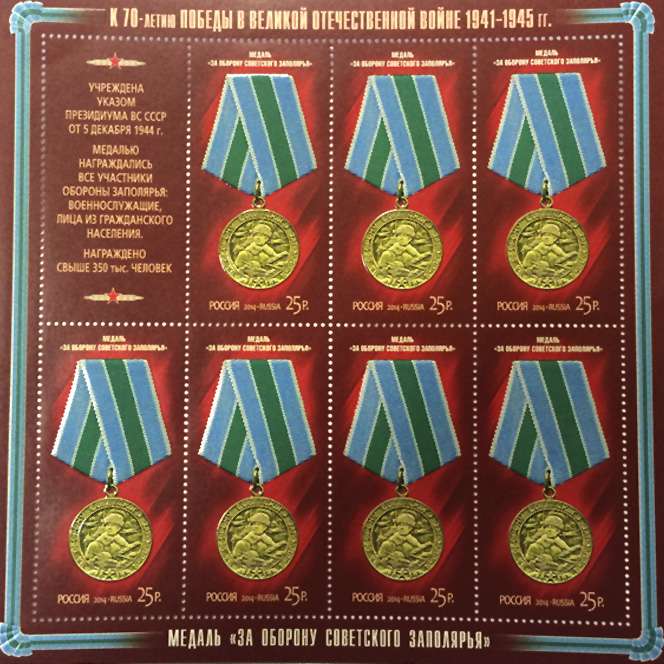 К 70-ЛЕТИЮ ПОБЕДЫ В ВЕЛИКОЙ ОТЕЧЕСТВЕННОЙ ВОЙНЕ 1941-1945 ГГ.
УЧРЕЖДЕНА
УКАЗОМ
ПРЕЗИДИУМА ВС СССР
ОТ 5 ДЕКАБРЯ 1944 г.
МЕДАЛЬЮ
НАГРАЖДАЛИСЬ
ВСЕ УЧАСТНИКИ
ОБОРОНЫ ЗАПОЛЯРЬЯ:
ВОЕННОСЛУЖАЩИЕ,
ЛИЦА ИЗ ГРАЖДАНСКОГО
НАСЕЛЕНИЯ.
НАГРАЖДЕНО
СВЫШЕ 350 тыс. ЧЕЛОВЕК
МЕДАЛЬ
«ЗА ОБОРОНУ СОВЕТСКОГО ЗАПОЛЯРЬЯ»
РОССИЯ 2014·RUSSIA 25Р.
МЕДАЛЬ
«ЗА ОБОРОНУ СОВЕТСКОГО ЗАПОЛЯРЬЯ»
РОССИЯ 2014·RUSSIA 25Р.
МЕДАЛЬ
«ЗА ОБОРОНУ СОВЕТСКОГО ЗАПОЛЯРЬЯ»
РОССИЯ 2014·RUSSIA 25Р.
МЕДАЛЬ
«ЗА ОБОРОНУ СОВЕТСКОГО ЗАПОЛЯРЬЯ»
РОССИЯ 2014·RUSSIA 25Р.
МЕДАЛЬ
«ЗА ОБОРОНУ СОВЕТСКОГО ЗАПОЛЯРЬЯ»
РОССИЯ 2014·RUSSIA 25Р.
МЕДАЛЬ
«ЗА ОБОРОНУ СОВЕТСКОГО ЗАПОЛЯРЬЯ»
РОССИЯ 2014·RUSSIA 25Р.
МЕДАЛЬ
«ЗА ОБОРОНУ СОВЕТСКОГО ЗАПОЛЯРЬЯ»
РОССИЯ 2014·RUSSIA 25Р.
МЕДАЛЬ «ЗА ОБОРОНУ СОВЕТСКОГО ЗАПОЛЯРЬЯ»